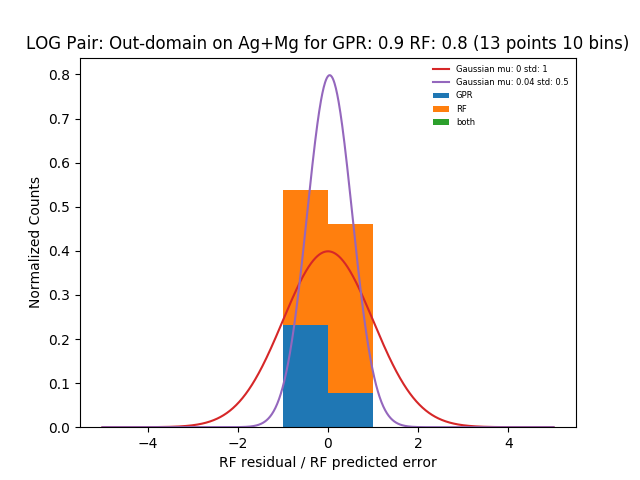 LOG Pair: Out-domain on Ag+Mg for GPR: 0.9 RF: 0.8 (13 points 10 bins)
Gaussian mu: 0 std: 1
Gaussian mu: 0.04 std: 0.5
GPR
RF
both
Normalized Counts
0.8
0.7
0.6
0.5
0.4
0.3
0.2
0.1
0.0
−4 −2 0 2 4
RF residual / RF predicted error